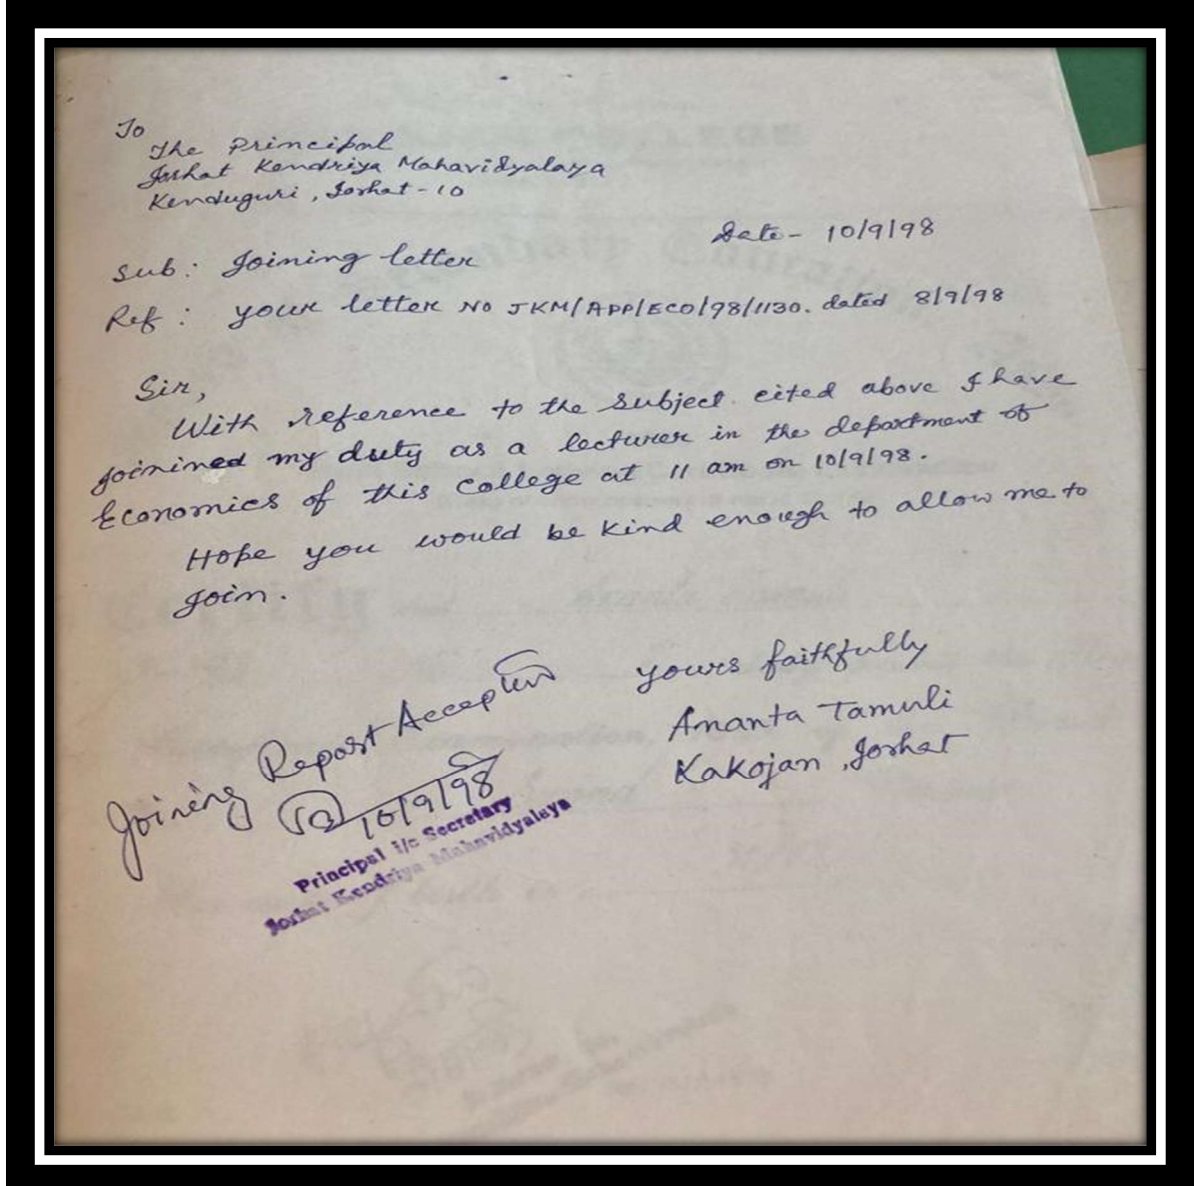 To
The Principal
Jorhat Kendriya Mahavidyalaya
Kenduguri, Jorhat-10
Date- 10/9/98
Sub: Joining letter
Ref: your letter No JKM/APP/ECO/98/1130. dated 8/9/98
Sir,
With reference to the subject cited above I have
joinined my duty as a lecturer in the department of
Economics of this college at 11 am on 10/9/98.
Hope you would be kind enough to allow me to
join.
yours faithfully
Ananta Tamuli
Kakojan, Jorhat
Joining Report Accepted
10/9/98
Principal i/c Secretary
Jorhat Kendriya Mahavidyalaya